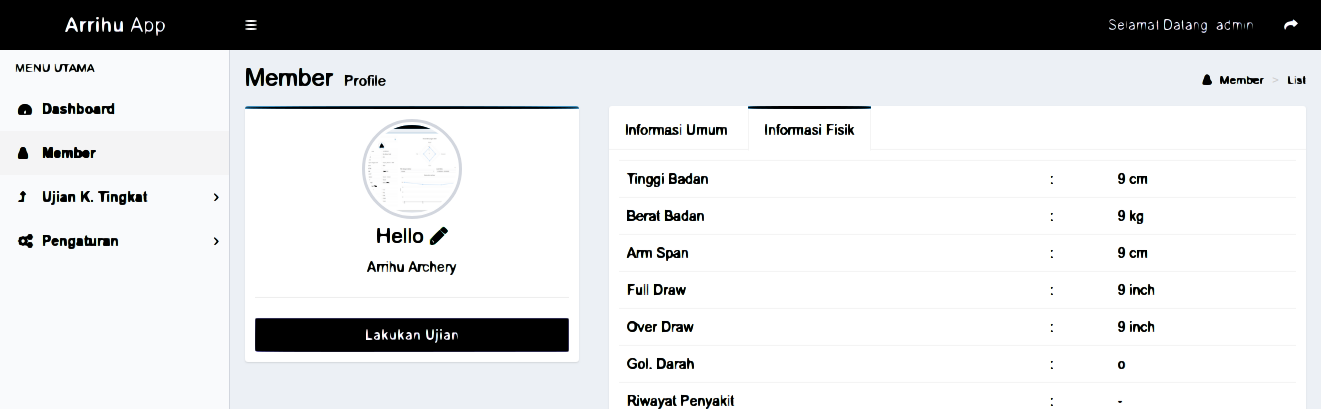 Arrihu App
Selamat Datang admin
MENU UTAMA
Dashboard
Member
Ujian K. Tingkat
Pengaturan
Member Profile
Member > List
Hello
Arrihu Archery
Lakukan Ujian
Informasi Umum
Informasi Fisik
Tinggi Badan : 9 cm
Berat Badan : 9 kg
Arm Span : 9 cm
Full Draw : 9 inch
Over Draw : 9 inch
Gol. Darah : o
Riwayat Penyakit : -